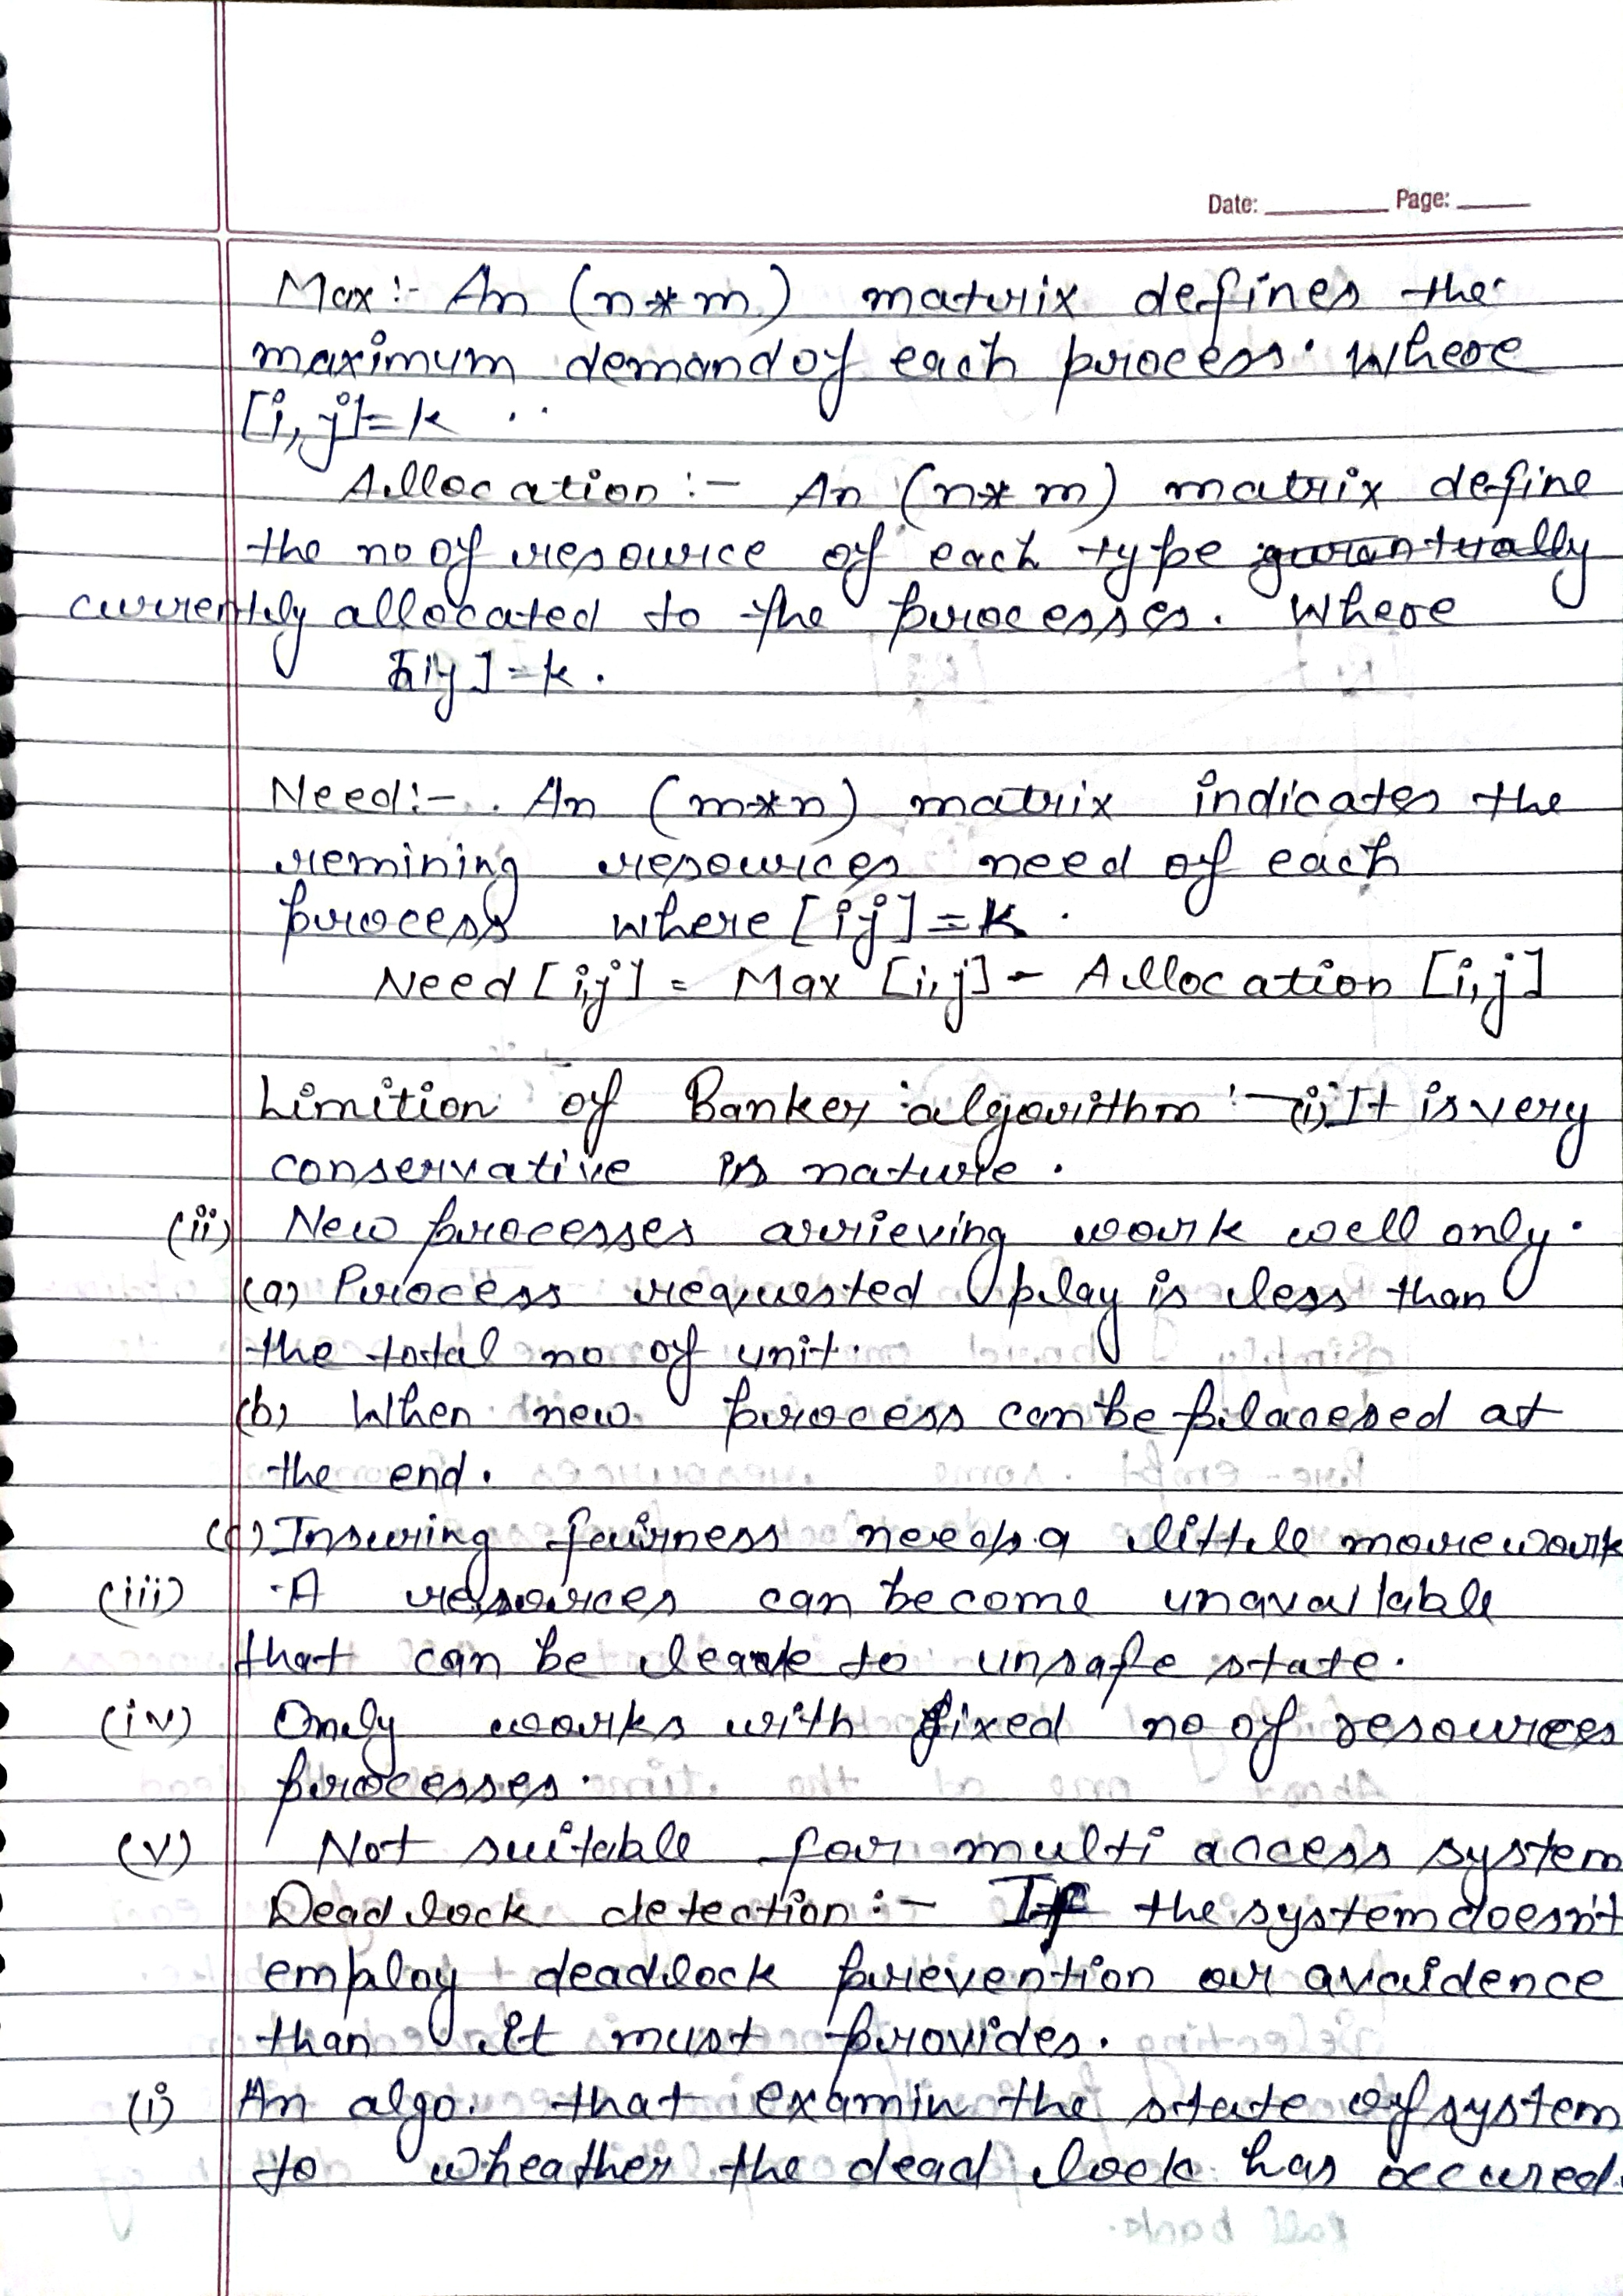 Date: Page:
Max :- An (n*m) matrix defines the
maximum demand of each process. Where
[i, j] = k
Allocation :- An (n*m) matrix define
the no of resource of each type
currently allocated to the processes. Where
[i,j] = k.
Need :- An (m*n) matrix indicates the
remining resources need of each
process where [ij] = k.
Need [i,j] = Max [i,j] - Allocation [i,j]
Limition of Banker algorithm :- (i) It is very
conservative is nature.
(ii) New processes arrieving work well only.
(a) Process requested play is less than
the total no of unit.
(b) When new process can be placesed at
the end.
(c) Insuring fairness needs a little more work
(iii) A resources can become unavailable
that can be leade to unsafe state.
(iv) Only works with fixed no of resources
processes.
(v) Not suitable for multi access system
Dead lock detection :- If the system doesn't
employ deadlock prevention or avaidence
than it must provides.
(i) An algo. that examin the state of system
to wheather the dead lock has occured.